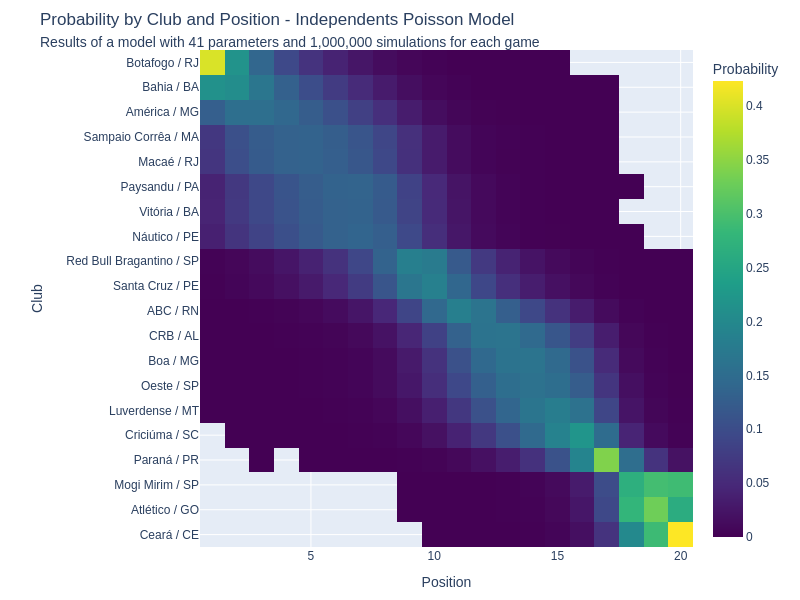 Probability by Club and Position - Independents Poisson Model
Results of a model with 41 parameters and 1,000,000 simulations for each game
Probability
Botafogo / RJ
Bahia / BA
América / MG
Sampaio Corrêa / MA
Macaé / RJ
Paysandu / PA
Vitória / BA
Náutico / PE
Red Bull Bragantino / SP
Santa Cruz / PE
ABC / RN
CRB / AL
Boa / MG
Oeste / SP
Luverdense / MT
Criciúma / SC
Paraná / PR
Mogi Mirim / SP
Atlético / GO
Ceará / CE
Club
5
10
15
20
Position
0.4
0.35
0.3
0.25
0.2
0.15
0.1
0.05
0